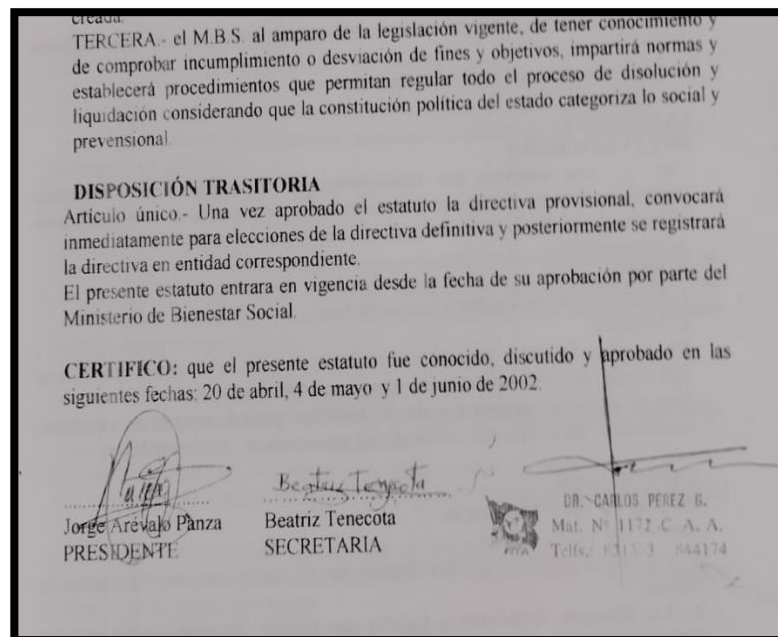 creada.
TERCERA.- el M.B.S. al amparo de la legislación vigente, de tener conocimiento y
de comprobar incumplimiento o desviación de fines y objetivos, impartirá normas y
establecerá procedimientos que permitan regular todo el proceso de disolución y
liquidación considerando que la constitución política del estado categoriza lo social y
prevensional.
DISPOSICIÓN TRASITORIA
Artículo único.- Una vez aprobado el estatuto la directiva provisional, convocará
inmediatamente para elecciones de la directiva definitiva y posteriormente se registrará
la directiva en entidad correspondiente.
El presente estatuto entrara en vigencia desde la fecha de su aprobación por parte del
Ministerio de Bienestar Social.
CERTIFICO: que el presente estatuto fue conocido, discutido y aprobado en las
siguientes fechas: 20 de abril, 4 de mayo y 1 de junio de 2002.
Beatriz Tenecota
Jorge Arévalo Panza
PRESIDENTE
Beatriz Tenecota
SECRETARIA
DR. CARLOS PEREZ G.
Mat. Nº 1172 C. A. A.
Telfs.: 844174